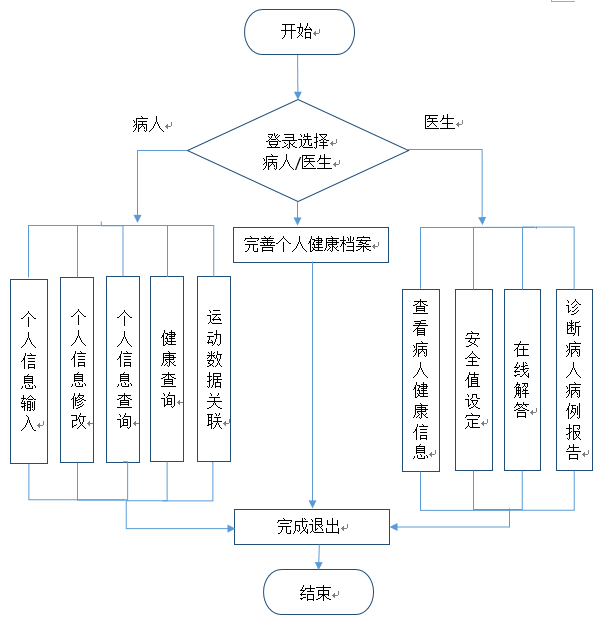 开始
病人
医生
登录选择
病人/医生
完善个人健康档案
个人信息输入
个人信息修改
个人信息查询
健康查询
运动数据关联
查看病人健康信息
安全值设定
在线解答
诊断病人病例报告
完成退出
结束